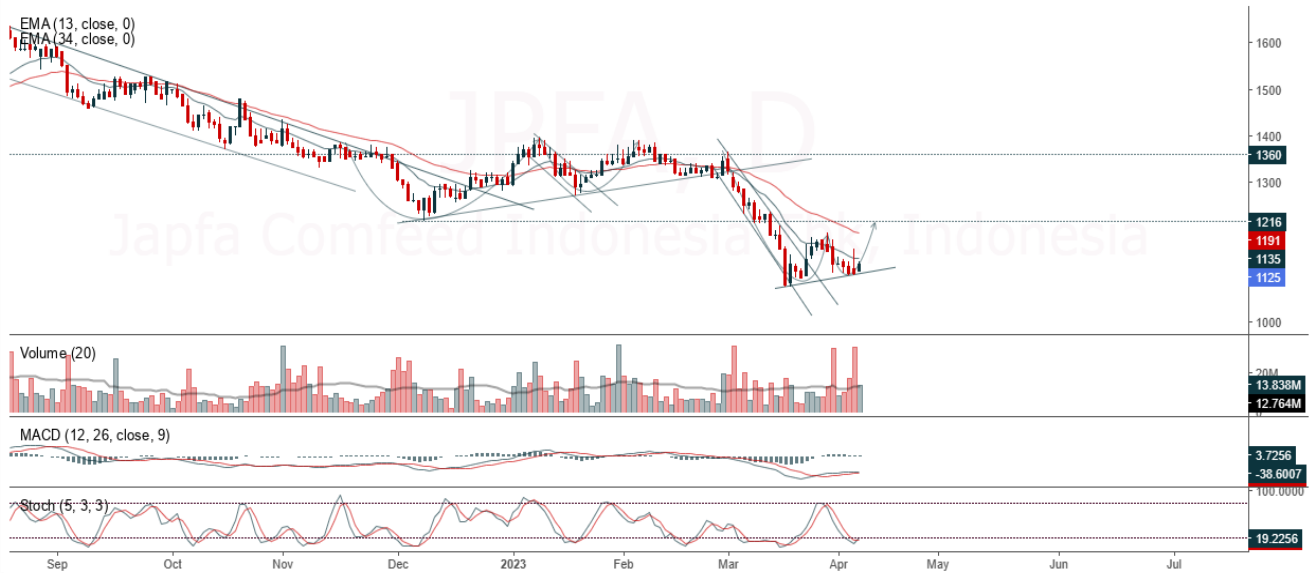 EMA (13, close, 0)
EMA (34, close, 0)
JPFA, D
Japfa Comfeed Indonesia Tbk, Indonesia
1600
1500
1400
1360
1300
1216
1191
1135
1125
1000
Volume (20)
20M
13.838M
12.764M
0
MACD (12, 26, close, 9)
3.7256
-38.6007
Stoch (5, 3, 3)
100.0000
19.2256
Sep Oct Nov Dec 2023 Feb Mar Apr May Jun Jul